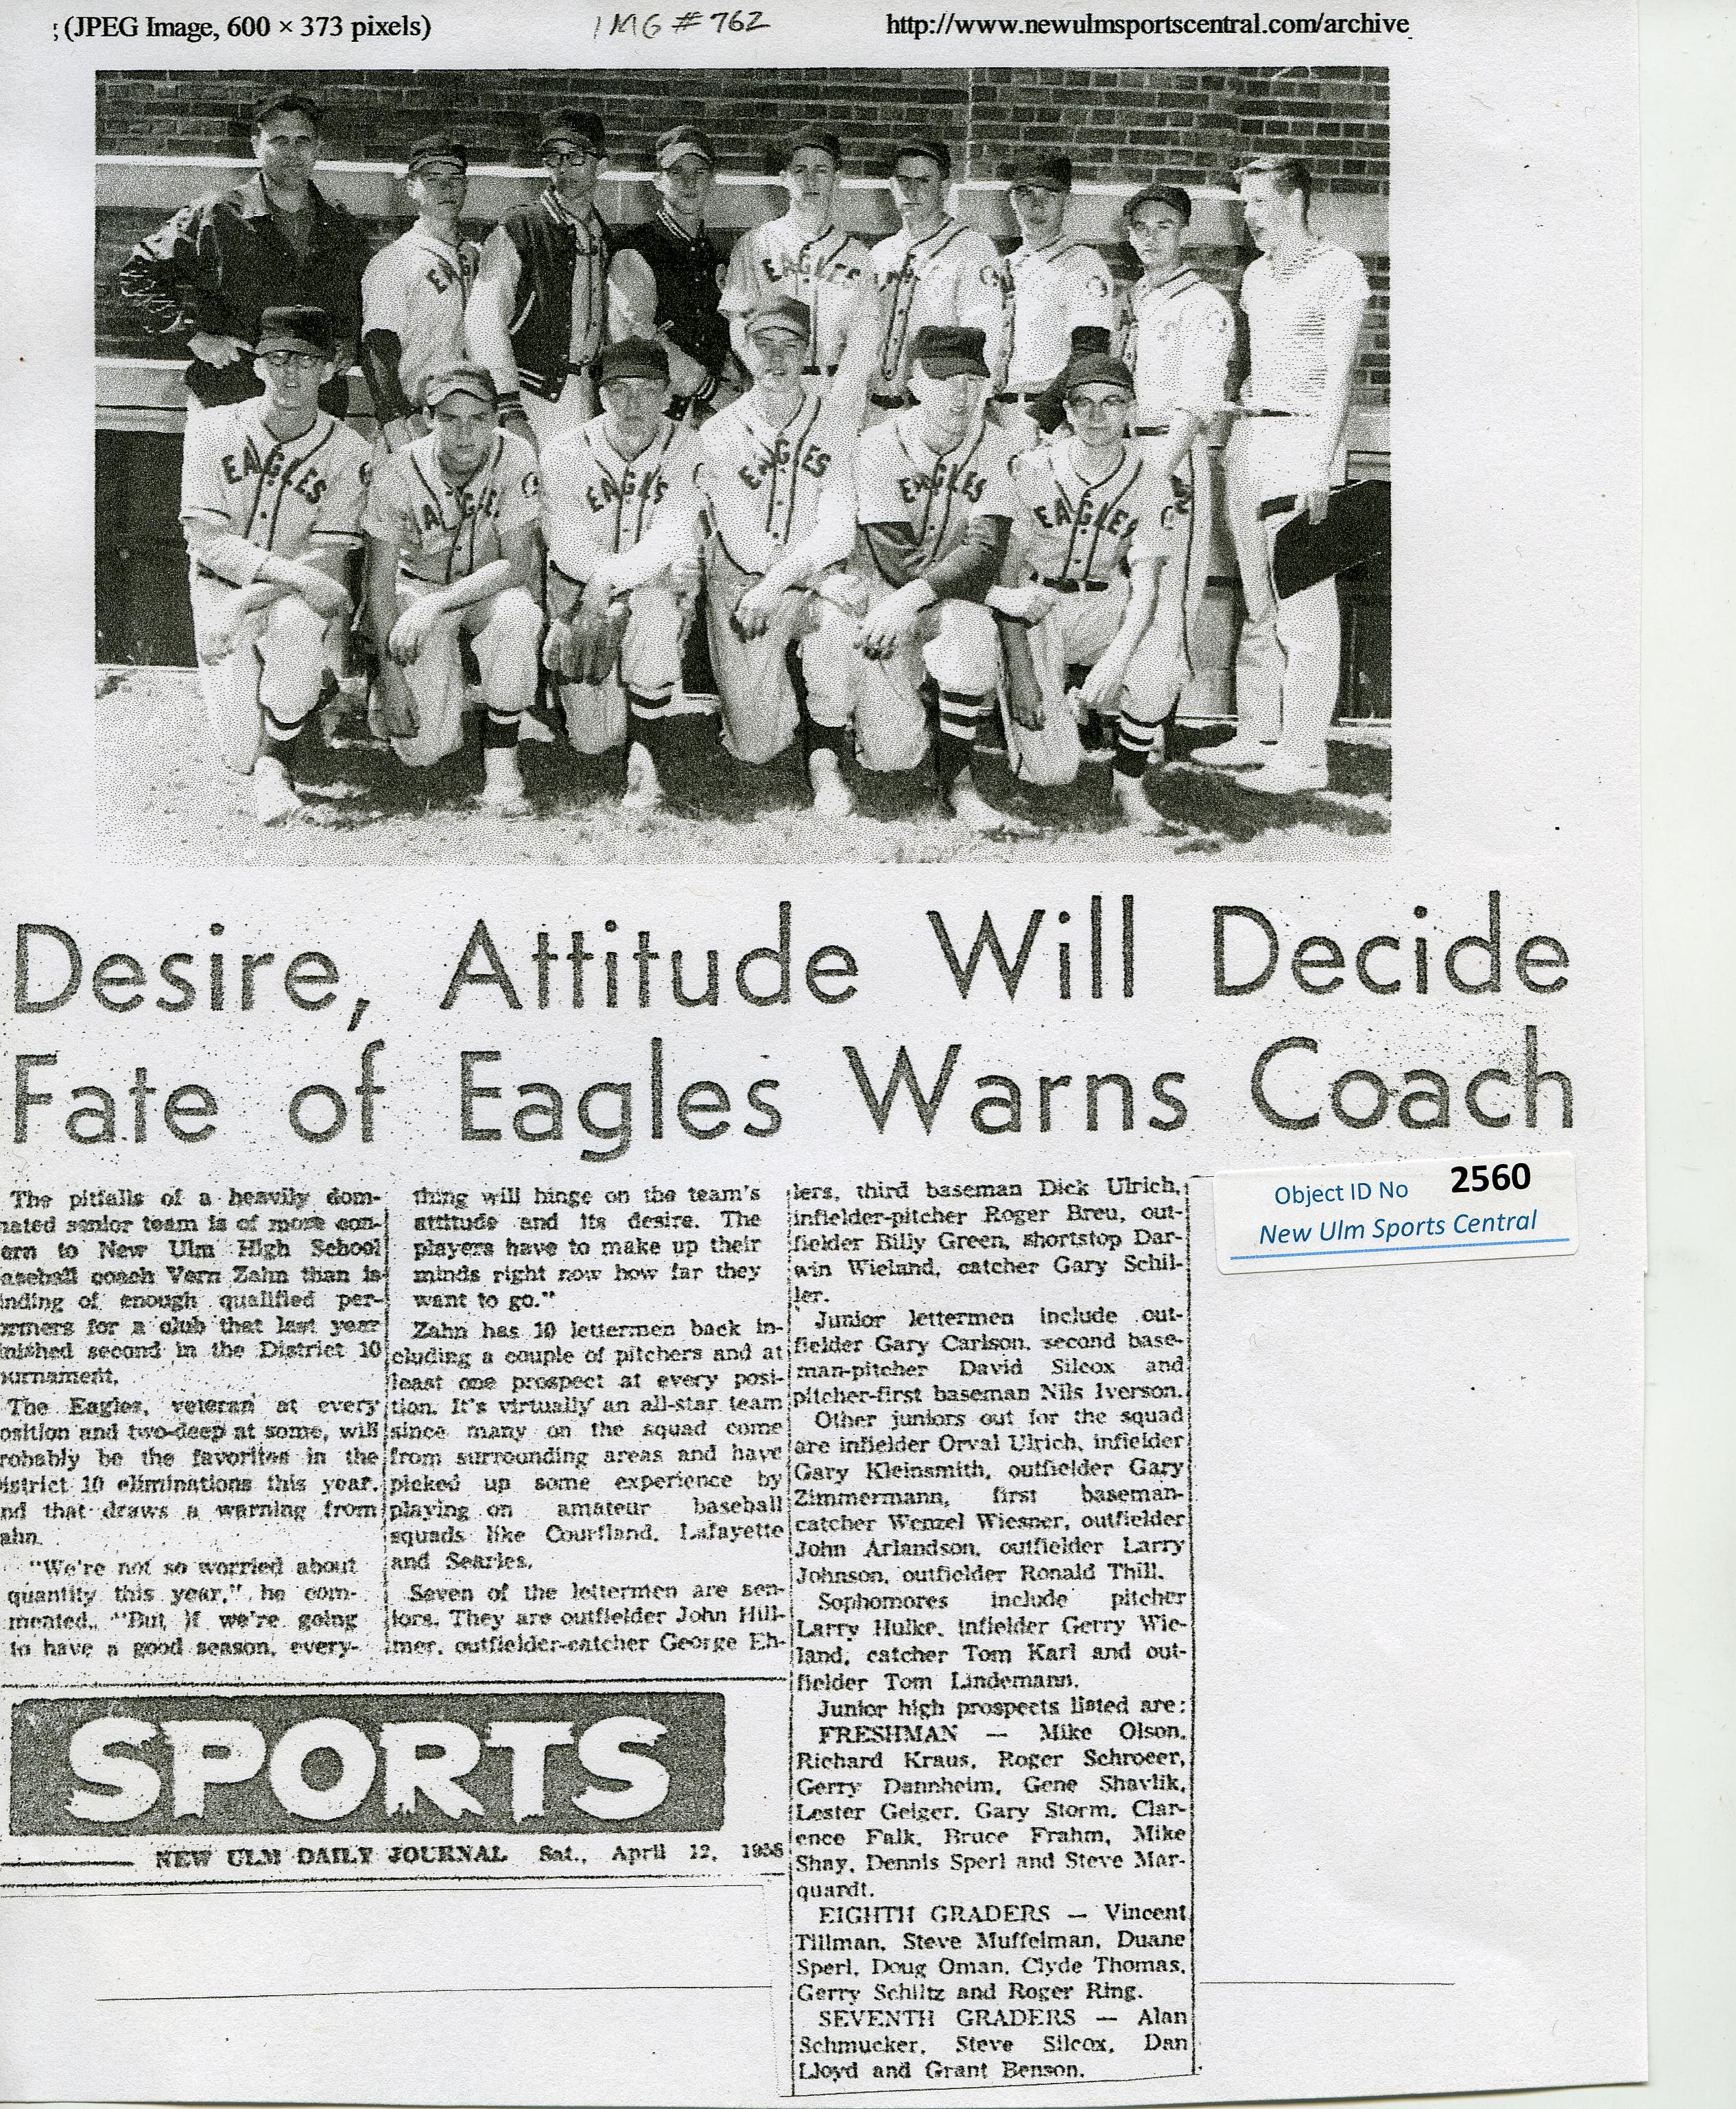 ; (JPEG Image, 600 × 373 pixels)
IMG # 762
http://www.newulmsportscentral.com/archive
EAGLES
EAGLES
EAGLES
EAGLES
EAGLES
EAGLES
Desire, Attitude Will Decide
Fate of Eagles Warns Coach
Object ID No 2560
New Ulm Sports Central
The pitfalls of a heavily dom-
nated senior team is of more con-
ern to New Ulm High School
aseball coach Vern Zahn than is
inding of enough qualified per-
ormers for a club that last year
inished second in the District 10
ournament.
The Eagles, veteran at every
osition and two-deep at some, will
robably be the favorites in the
istrict 10 eliminations this year.
nd that draws a warning from
ahn.
"We're not so worried about
quantity this year," he com-
mented. "But if we're going
to have a good season, every-
thing will hinge on the team's
attitude and its desire. The
players have to make up their
minds right now how far they
want to go."
Zahn has 10 lettermen back in-
cluding a couple of pitchers and at
least one prospect at every posi-
tion. It's virtually an all-star team
since many on the squad come
from surrounding areas and have
picked up some experience by
playing on amateur baseball
squads like Courtland, Lafayette
and Searles.
Seven of the lettermen are sen-
iors. They are outfielder John Hill-
mer, outfielder-catcher George Eh-
lers, third baseman Dick Ulrich,
infielder-pitcher Roger Breu, out-
fielder Billy Green, shortstop Dar-
win Wieland, catcher Gary Schil-
ler.
Junior lettermen include out-
fielder Gary Carlson, second base-
man-pitcher David Silcox and
pitcher-first baseman Nils Iverson.
Other juniors out for the squad
are infielder Orval Ulrich, infielder
Gary Kleinsmith, outfielder Gary
Zimmermann, first baseman-
catcher Wenzel Wiesner, outfielder
John Arlandson, outfielder Larry
Johnson, outfielder Ronald Thill.
Sophomores include pitcher
Larry Hulke, infielder Gerry Wie-
land, catcher Tom Karl and out-
fielder Tom Lindemann.
Junior high prospects listed are:
FRESHMAN — Mike Olson,
Richard Kraus, Roger Schroeer,
Gerry Dannheim, Gene Shavlik,
Lester Geiger, Gary Storm, Clar-
ence Falk, Bruce Frahm, Mike
Shay, Dennis Sperl and Steve Mar-
quardt.
EIGHTH GRADERS — Vincent
Tillman, Steve Muffelman, Duane
Sperl, Doug Oman, Clyde Thomas,
Gerry Schiltz and Roger Ring.
SEVENTH GRADERS — Alan
Schmucker, Steve Silcox, Dan
Lloyd and Grant Benson.
SPORTS
NEW ULM DAILY JOURNAL Sat., April 12, 1958